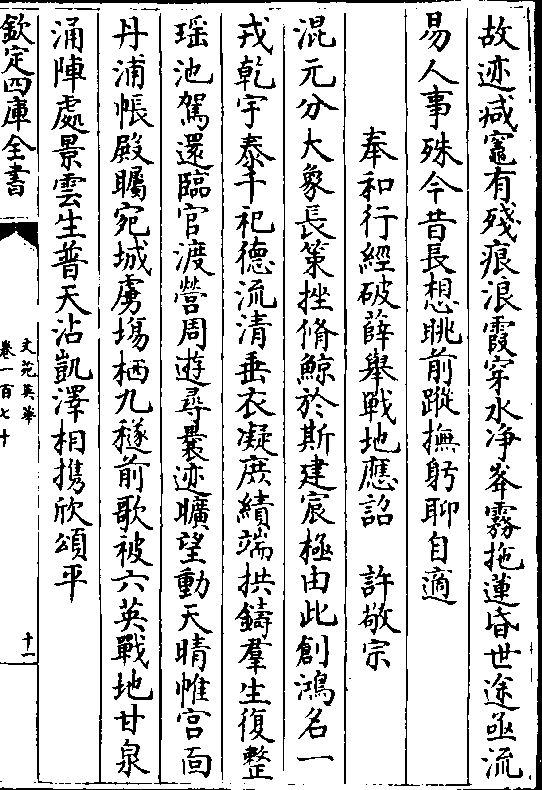 故迹減竈有殘痕浪霞穿水净峯霧抱蓮昏世途亟流
易人事殊今昔長想眺前蹤撫躬聊自適
奉和行經破薛舉戰地應詔　許敬宗
混元分大象長策挫脩鯨於斯建宸極由此創鴻名一
戎乾宇泰千祀德流清垂衣凝庶績端拱鑄羣生復整
瑶池駕還臨官渡營周遊尋曩迹曠望動天晴帷宫面
丹浦帳殿矚宛城虜塲栖九穟前歌被六英戰地甘泉
涌陣處景雲生普天沾凱澤相携欣頌平
欽定四庫全書
文苑英華
卷一百七十
十一